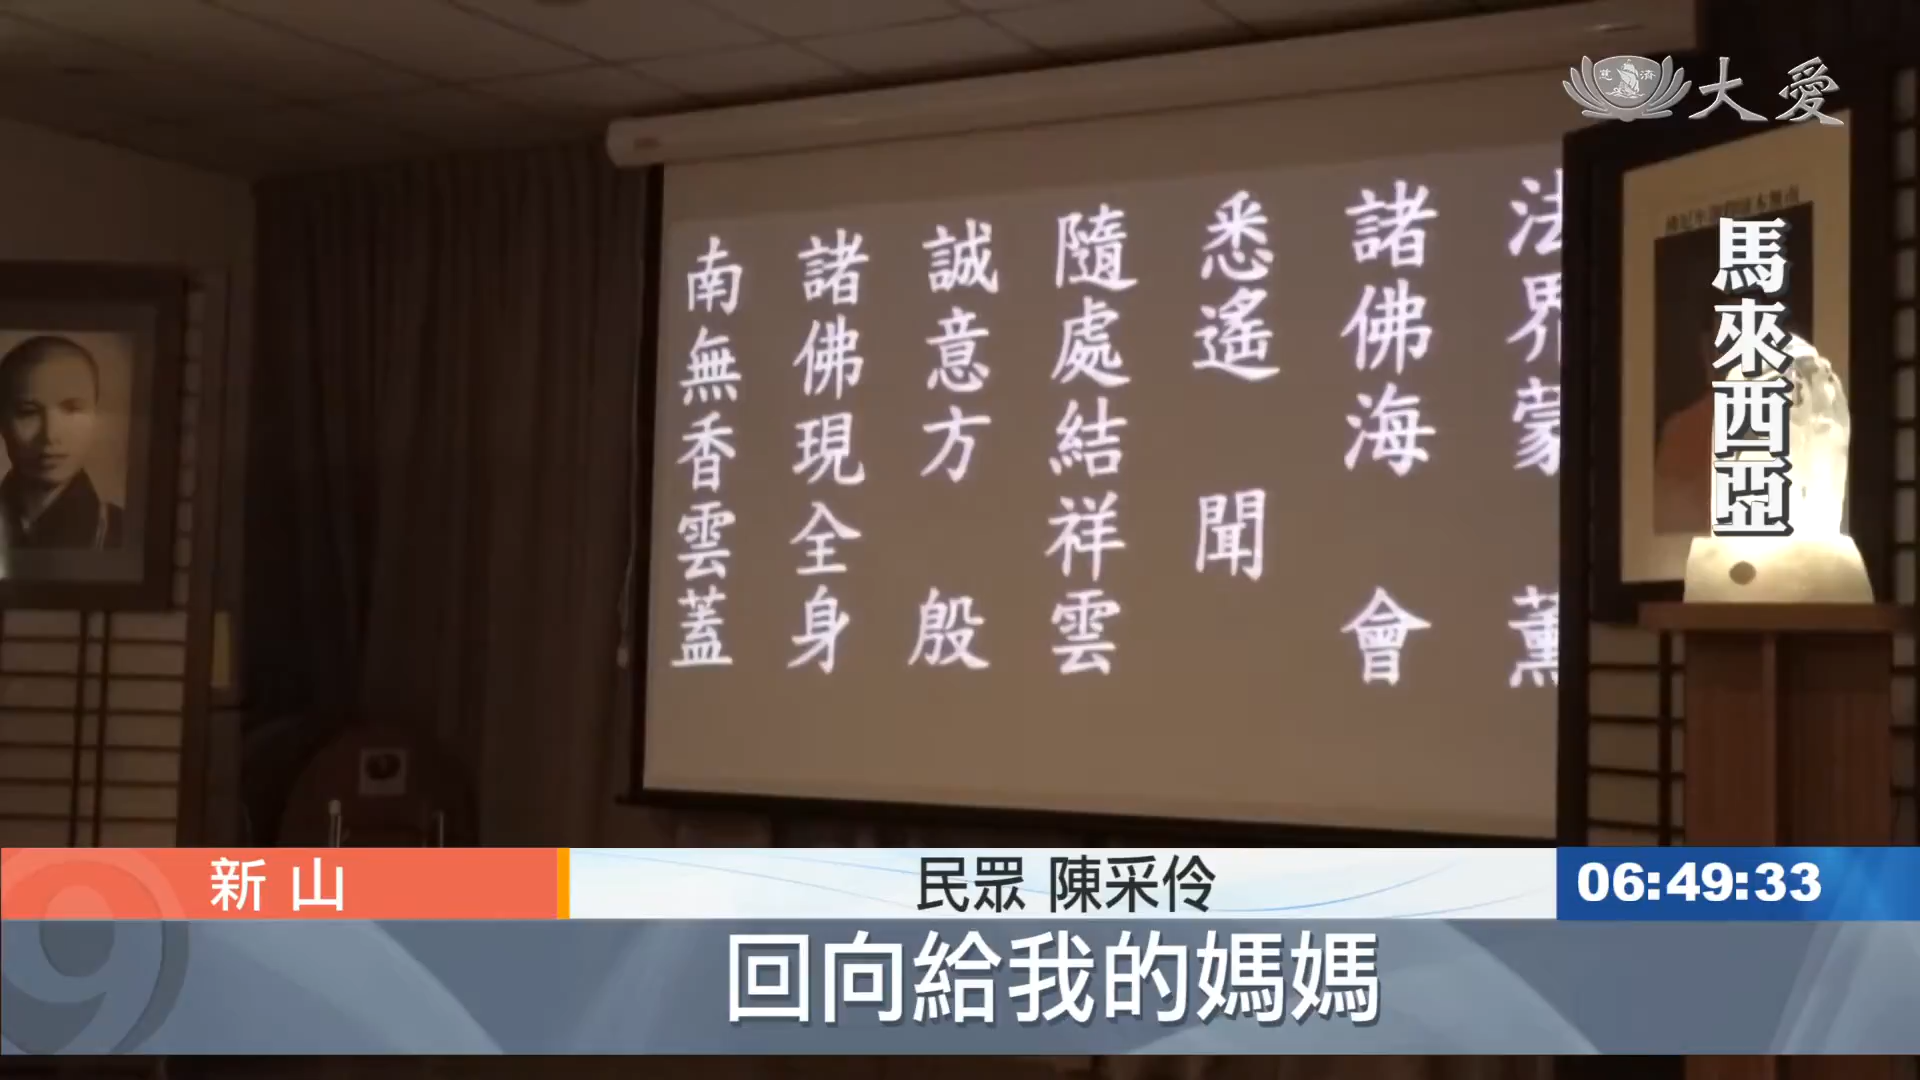 慈濟
大愛
馬來西亞
法界蒙薰
諸佛海會
悉遙聞
隨處結祥雲
誠意方殷
諸佛現全身
南無香雲蓋
新山
民眾 陳采伶
06:49:33
回向給我的媽媽